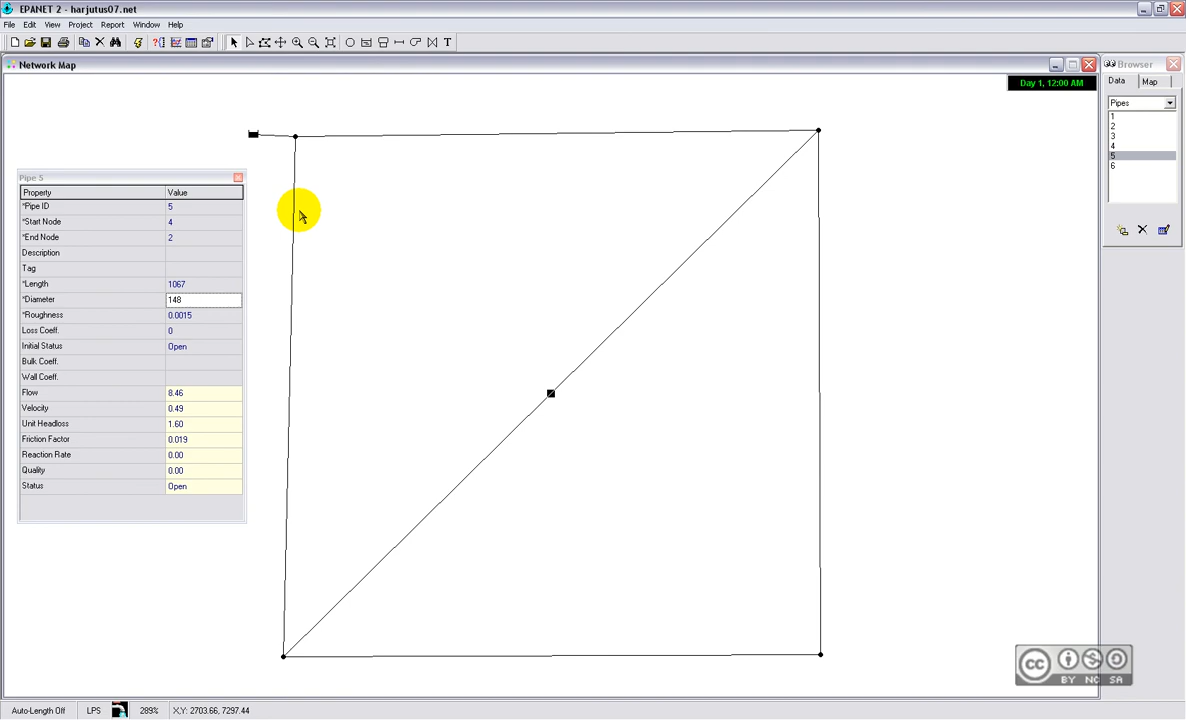 EPANET 2 - harjutus07.net
File Edit View Project Report Window Help
Network Map
Day 1, 12:00 AM
Browser
Data Map
Pipes
1
2
3
4
5
6
Pipe 5
Property Value
*Pipe ID 5
*Start Node 4
*End Node 2
Description
Tag
*Length 1067
*Diameter 148
*Roughness 0.0015
Loss Coeff. 0
Initial Status Open
Bulk Coeff.
Wall Coeff.
Flow 8.46
Velocity 0.49
Unit Headloss 1.60
Friction Factor 0.019
Reaction Rate 0.00
Quality 0.00
Status Open
cc
BY NC SA
Auto-Length Off LPS 289% X,Y: 2703.66, 7297.44